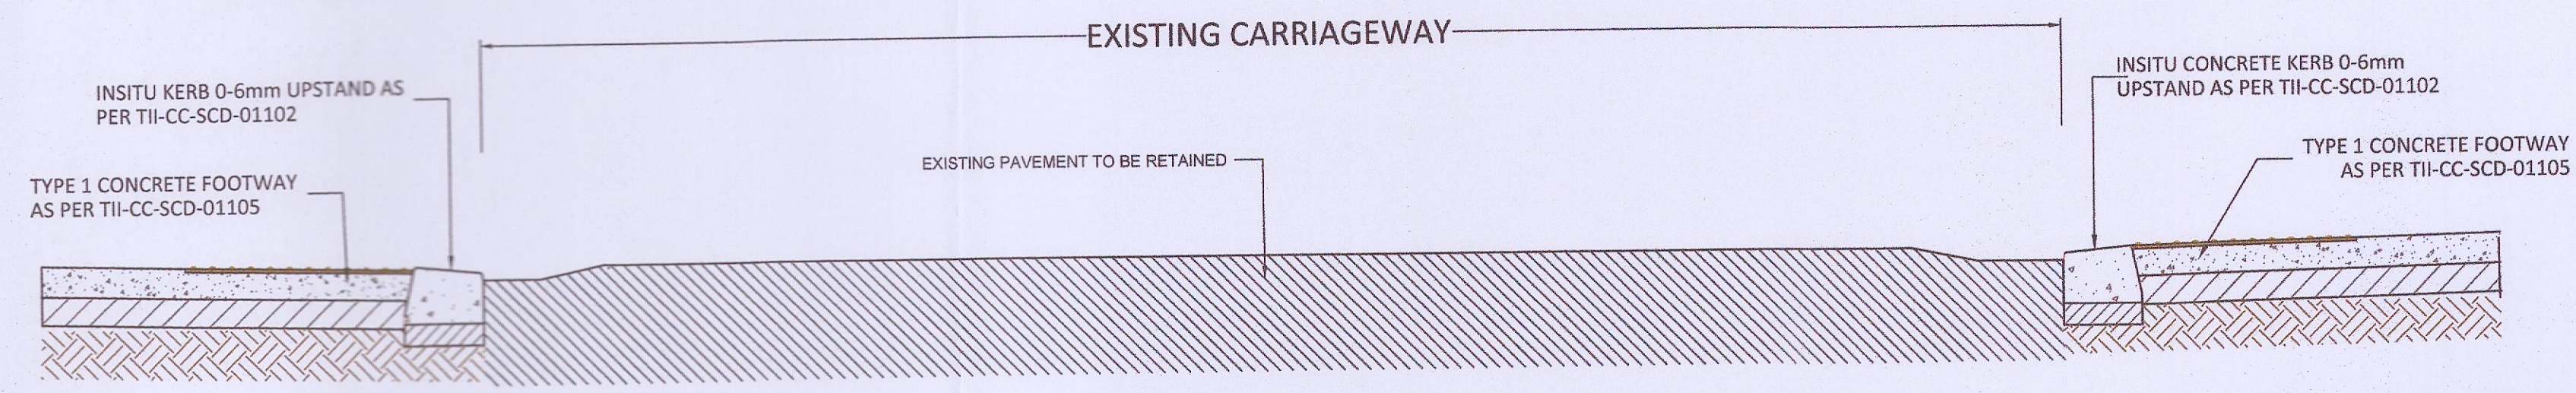 EXISTING CARRIAGEWAY
INSITU KERB 0-6mm UPSTAND AS
PER TII-CC-SCD-01102
TYPE 1 CONCRETE FOOTWAY
AS PER TII-CC-SCD-01105
EXISTING PAVEMENT TO BE RETAINED
INSITU CONCRETE KERB 0-6mm
UPSTAND AS PER TII-CC-SCD-01102
TYPE 1 CONCRETE FOOTWAY
AS PER TII-CC-SCD-01105